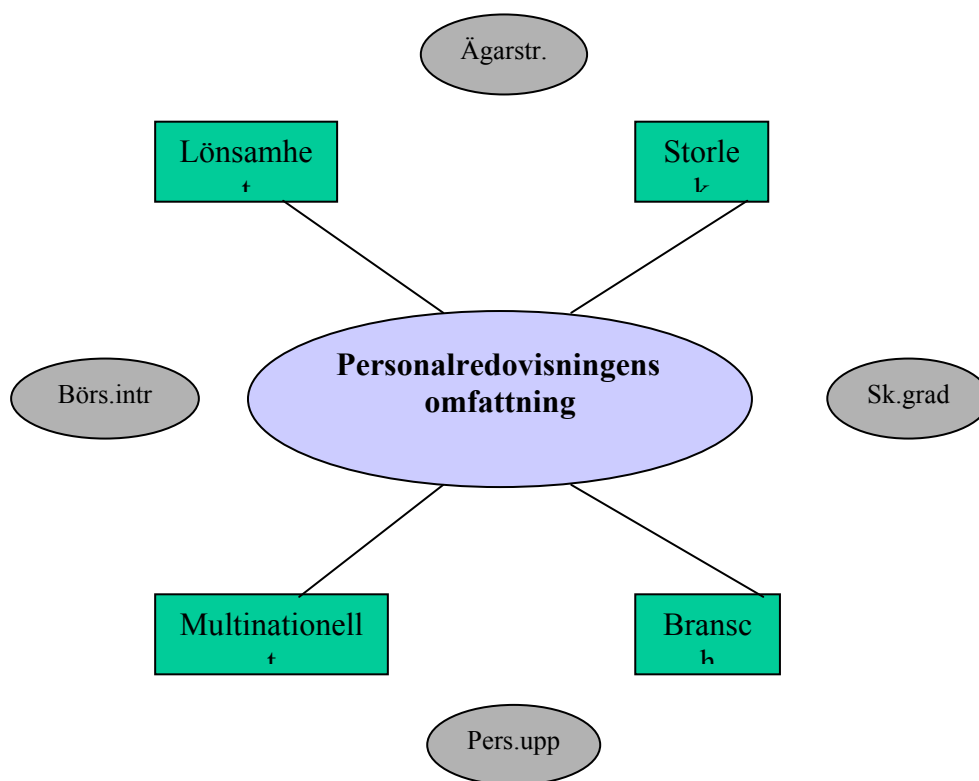 Ägarstr.
Lönsamhe
t
Storle
k
Personalredovisningens
omfattning
Börs.intr
Sk.grad
Multinationell
t
Bransc
h
Pers.upp